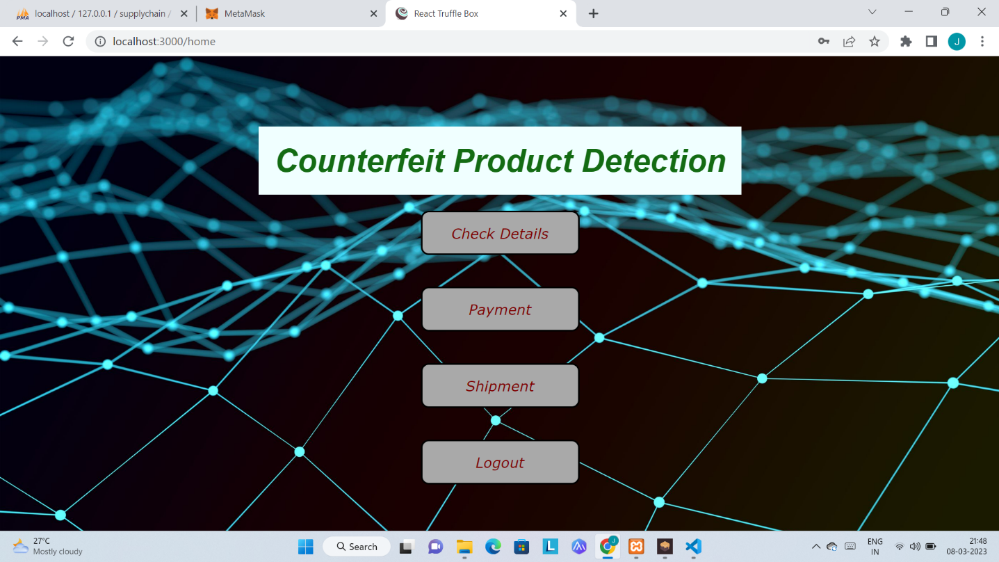 PMA
localhost / 127.0.0.1 / supplychain /
MetaMask
React Truffle Box
localhost:3000/home
J
Counterfeit Product Detection
Check Details
Payment
Shipment
Logout
27°C
Mostly cloudy
Search
L
J
ENG
IN
21:48
08-03-2023